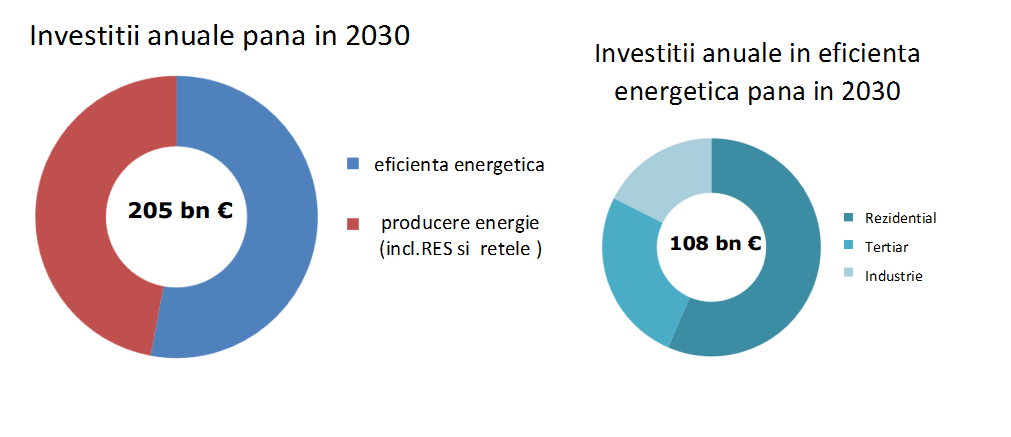 Investitii anuale pana in 2030
205 bn €
eficienta energetica
producere energie
(incl.RES si retele )
Investitii anuale in eficienta
energetica pana in 2030
108 bn €
Rezidential
Tertiar
Industrie